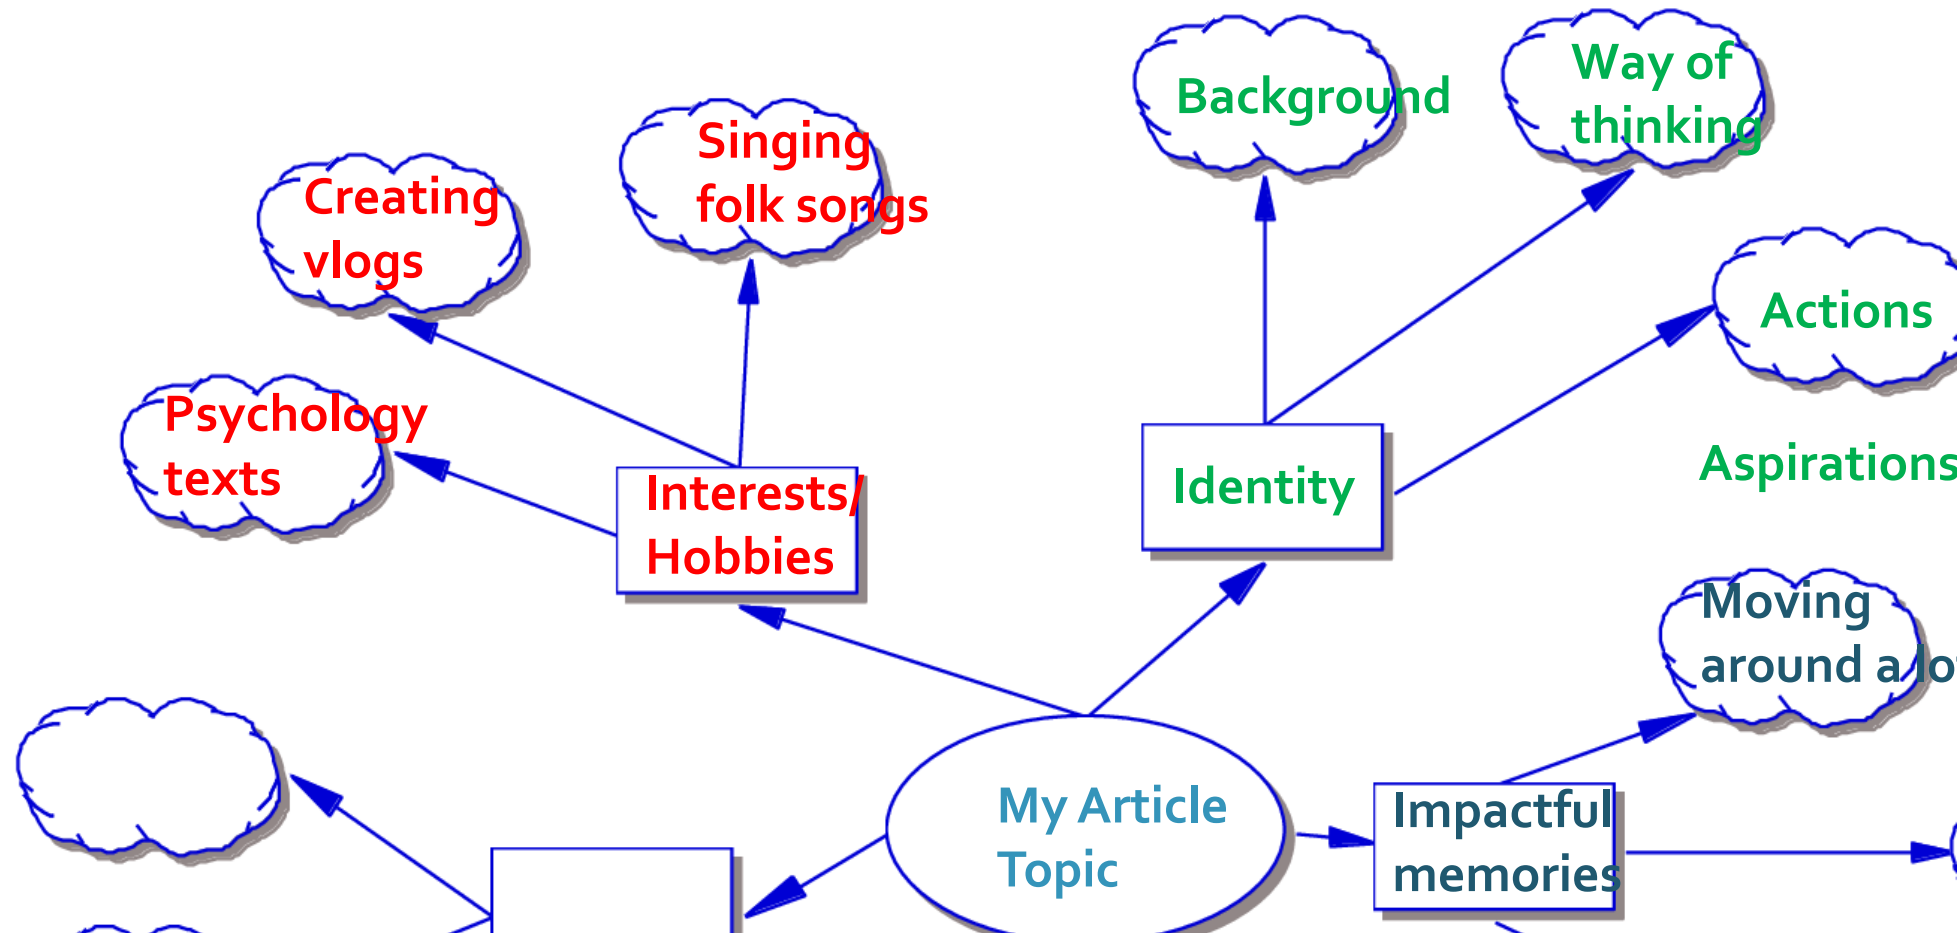 Background
Way of
thinking
Singing
folk songs
Creating
vlogs
Actions
Psychology
texts
Aspirations
Interests/
Hobbies
Identity
Moving
around a lot
My Article
Topic
Impactful
memories